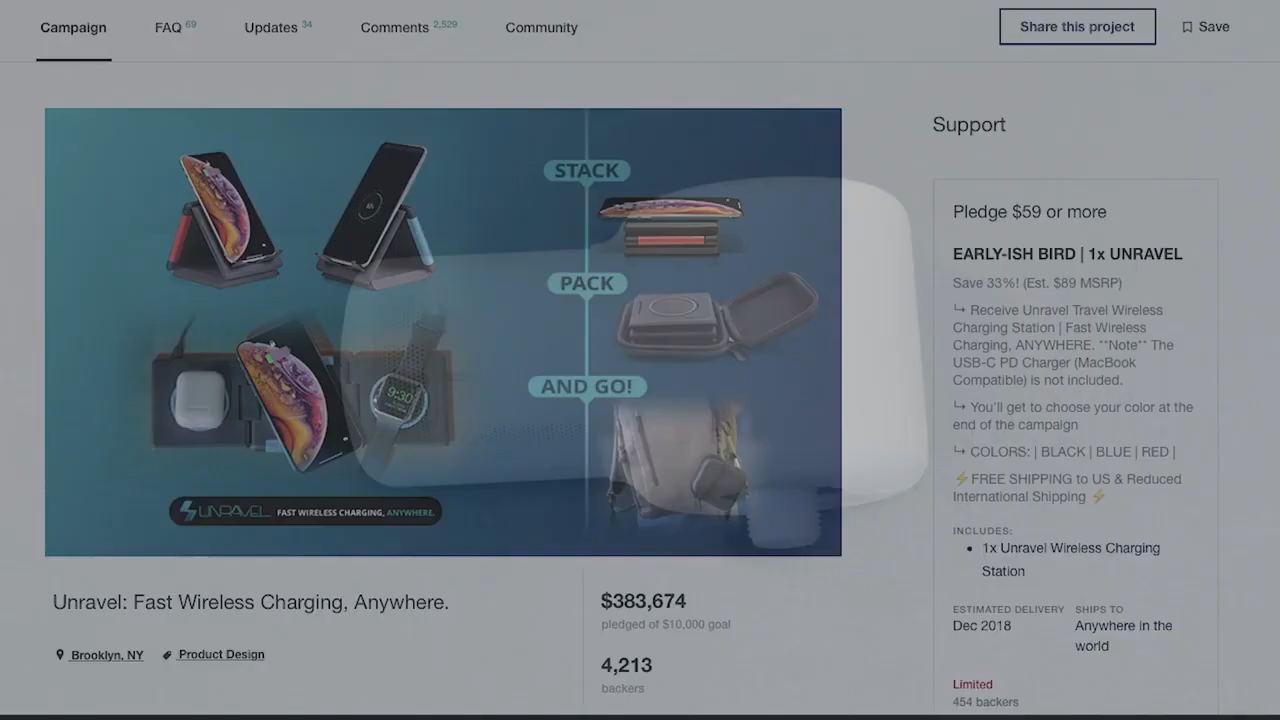 Campaign
FAQ 69
Updates 34
Comments 2,529
Community
Share this project
Save
STACK
PACK
AND GO!
9:30
UNRAVEL FAST WIRELESS CHARGING, ANYWHERE.
Unravel: Fast Wireless Charging, Anywhere.
Brooklyn, NY
Product Design
$383,674
pledged of $10,000 goal
4,213
backers
Support
Pledge $59 or more
EARLY-ISH BIRD | 1x UNRAVEL
Save 33%! (Est. $89 MSRP)
↳ Receive Unravel Travel Wireless
Charging Station | Fast Wireless
Charging, ANYWHERE. **Note** The
USB-C PD Charger (MacBook
Compatible) is not included.
↳ You'll get to choose your color at the
end of the campaign
↳ COLORS: | BLACK | BLUE | RED |
⚡FREE SHIPPING to US & Reduced
International Shipping ⚡
INCLUDES:
• 1x Unravel Wireless Charging
Station
ESTIMATED DELIVERY
Dec 2018
SHIPS TO
Anywhere in the
world
Limited
454 backers